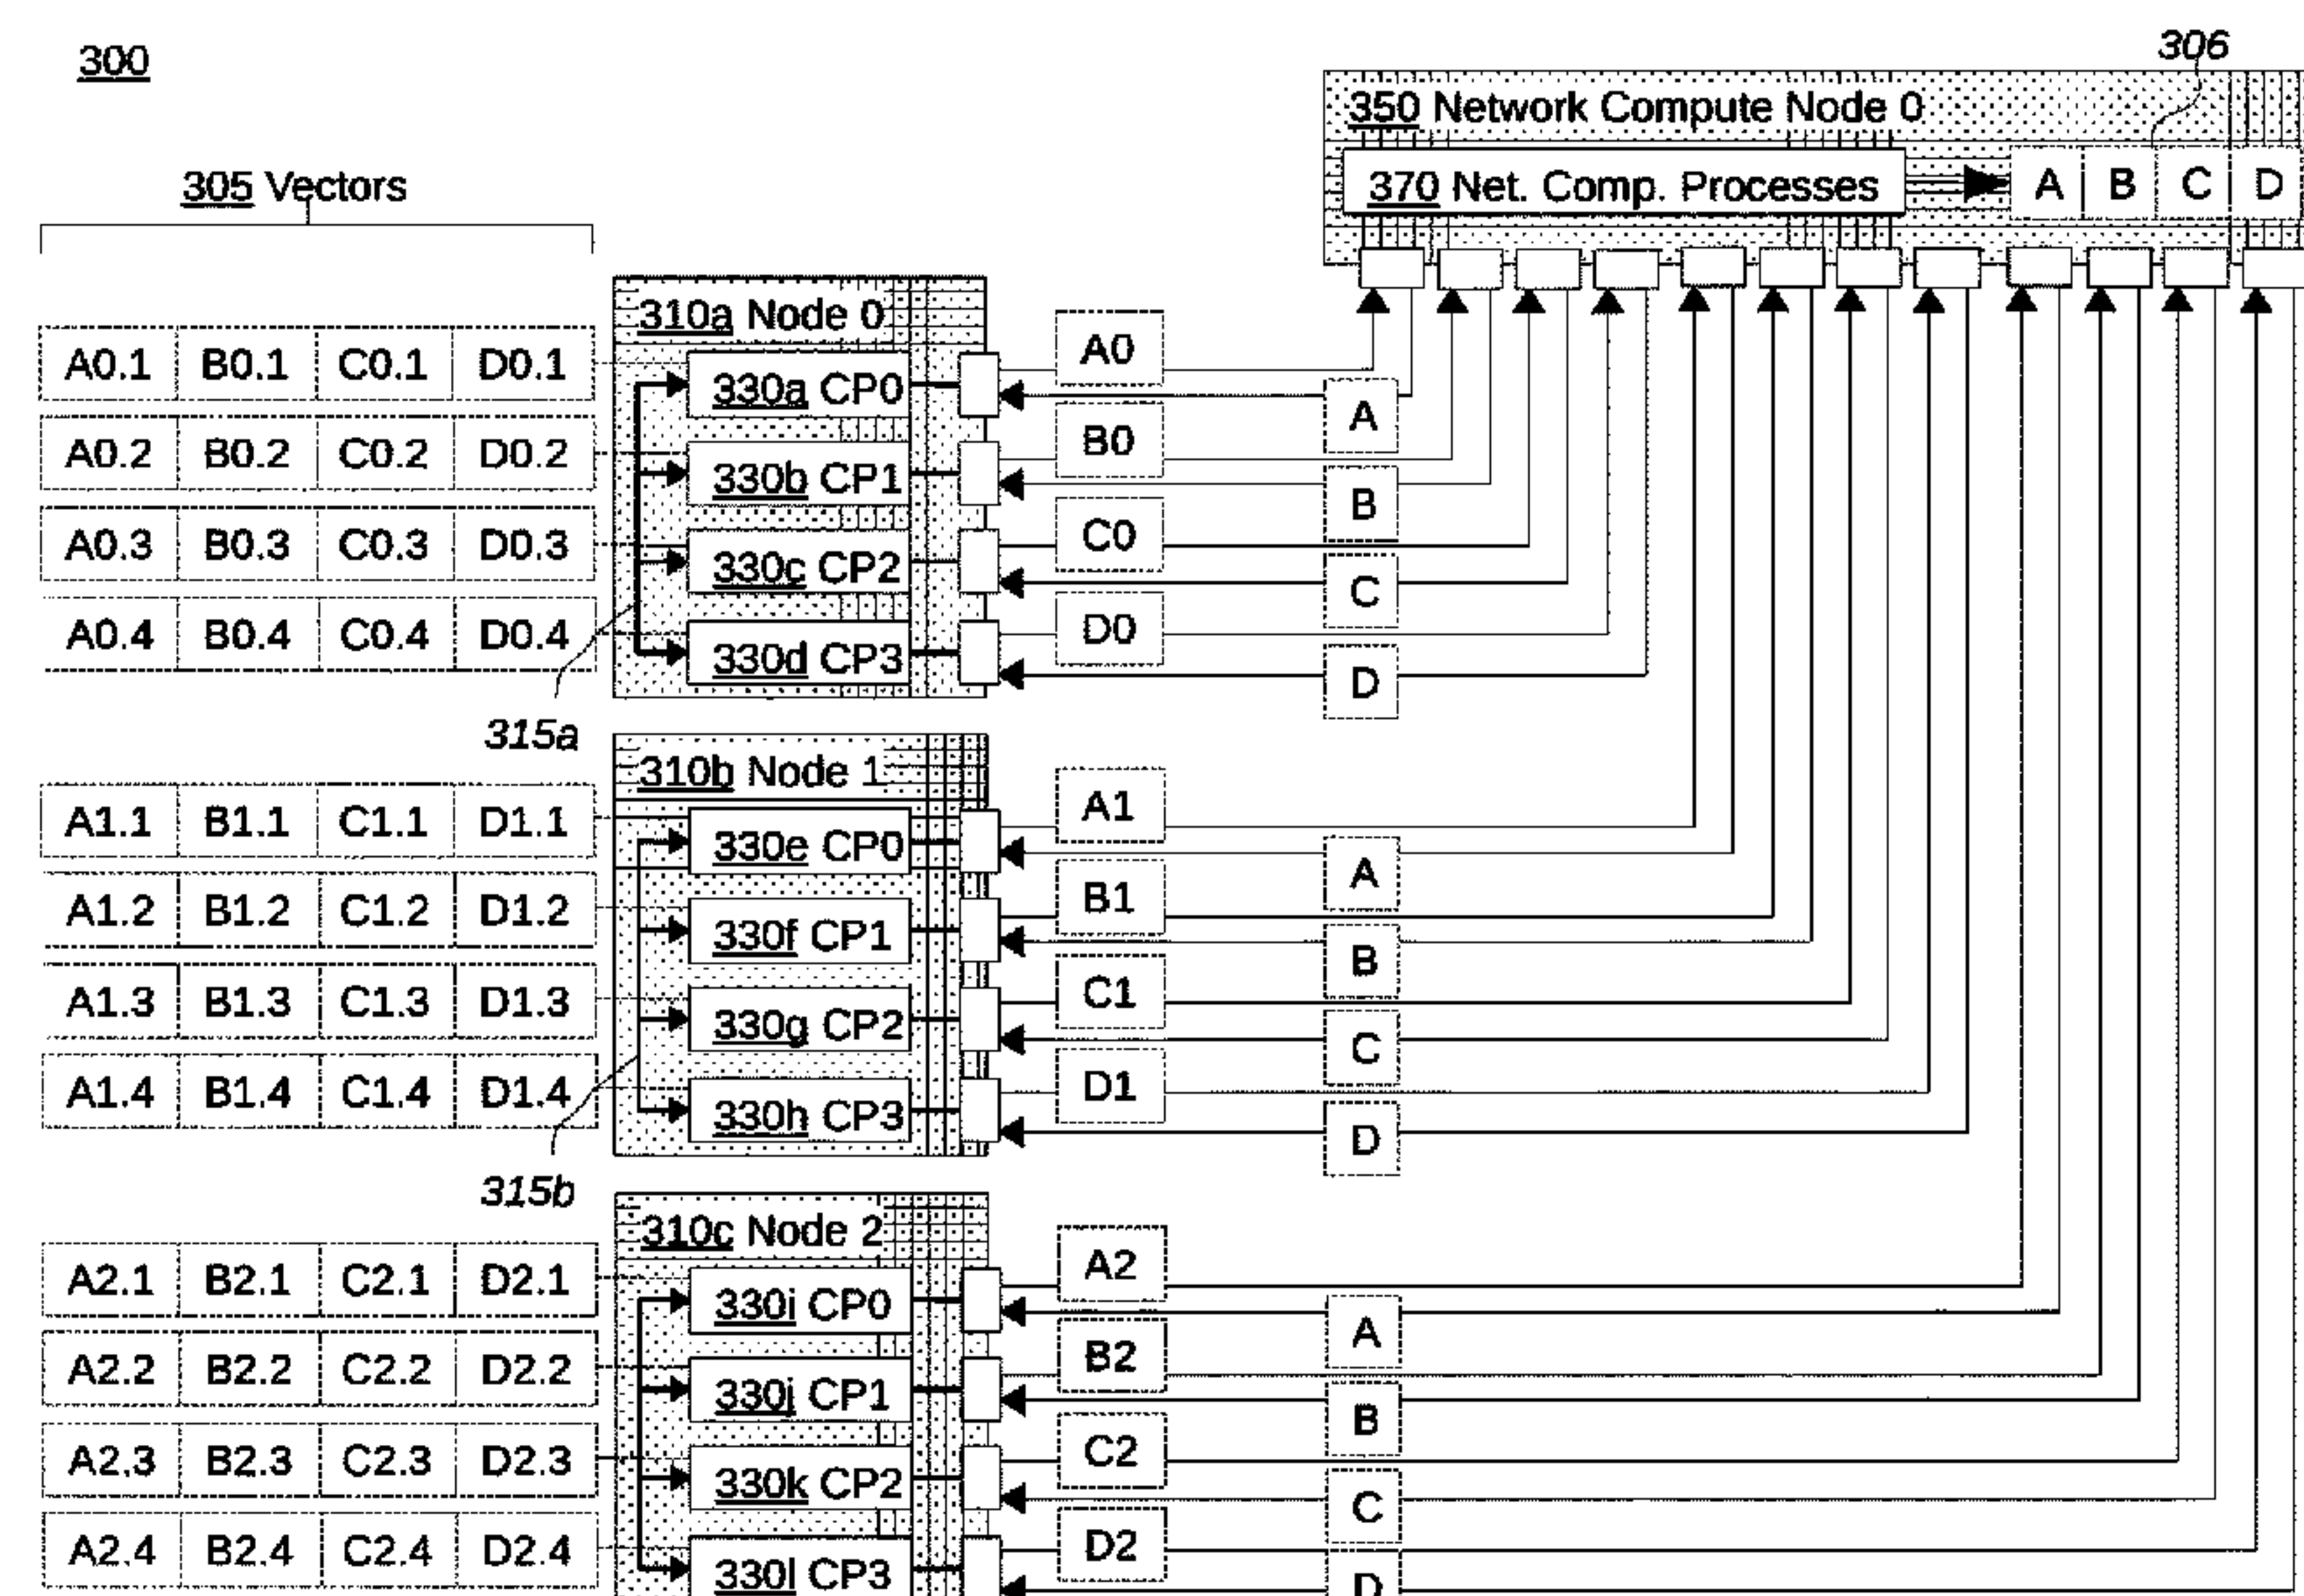 300
306
350 Network Compute Node 0
370 Net. Comp. Processes A B C D
305 Vectors
310a Node 0
A0.1 B0.1 C0.1 D0.1 330a CP0 A0 A
A0.2 B0.2 C0.2 D0.2 330b CP1 B0 B
A0.3 B0.3 C0.3 D0.3 330c CP2 C0 C
A0.4 B0.4 C0.4 D0.4 330d CP3 D0 D
315a
310b Node 1
A1.1 B1.1 C1.1 D1.1 330e CP0 A1 A
A1.2 B1.2 C1.2 D1.2 330f CP1 B1 B
A1.3 B1.3 C1.3 D1.3 330g CP2 C1 C
A1.4 B1.4 C1.4 D1.4 330h CP3 D1 D
315b
310c Node 2
A2.1 B2.1 C2.1 D2.1 330i CP0 A2 A
A2.2 B2.2 C2.2 D2.2 330j CP1 B2 B
A2.3 B2.3 C2.3 D2.3 330k CP2 C2 C
A2.4 B2.4 C2.4 D2.4 330l CP3 D2 D